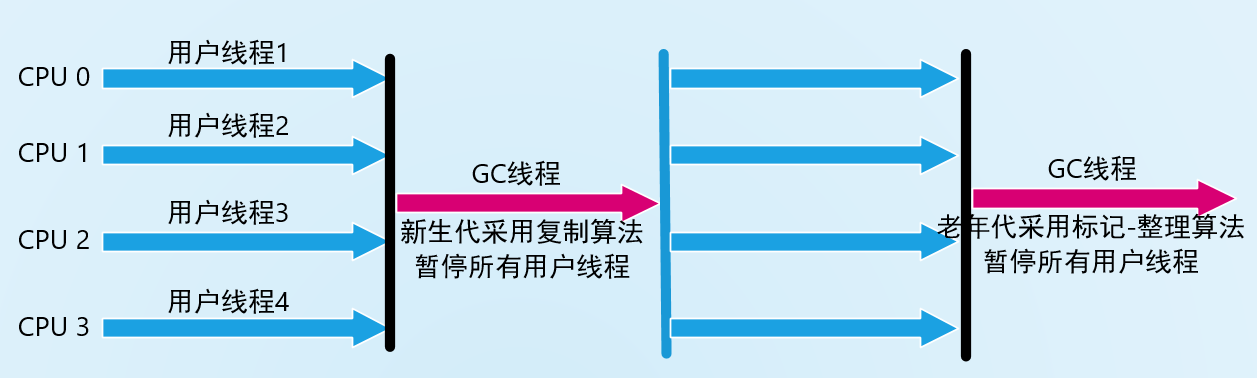 用户线程1
CPU 0
用户线程2
CPU 1
GC线程
GC线程
用户线程3
新生代采用复制算法
老年代采用标记-整理算法
CPU 2
暂停所有用户线程
暂停所有用户线程
用户线程4
CPU 3